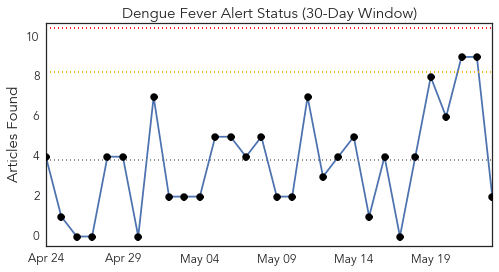 Dengue Fever Alert Status (30-Day Window)
Articles Found
10
8
6
4
2
0
Apr 24
Apr 29
May 04
May 09
May 14
May 19